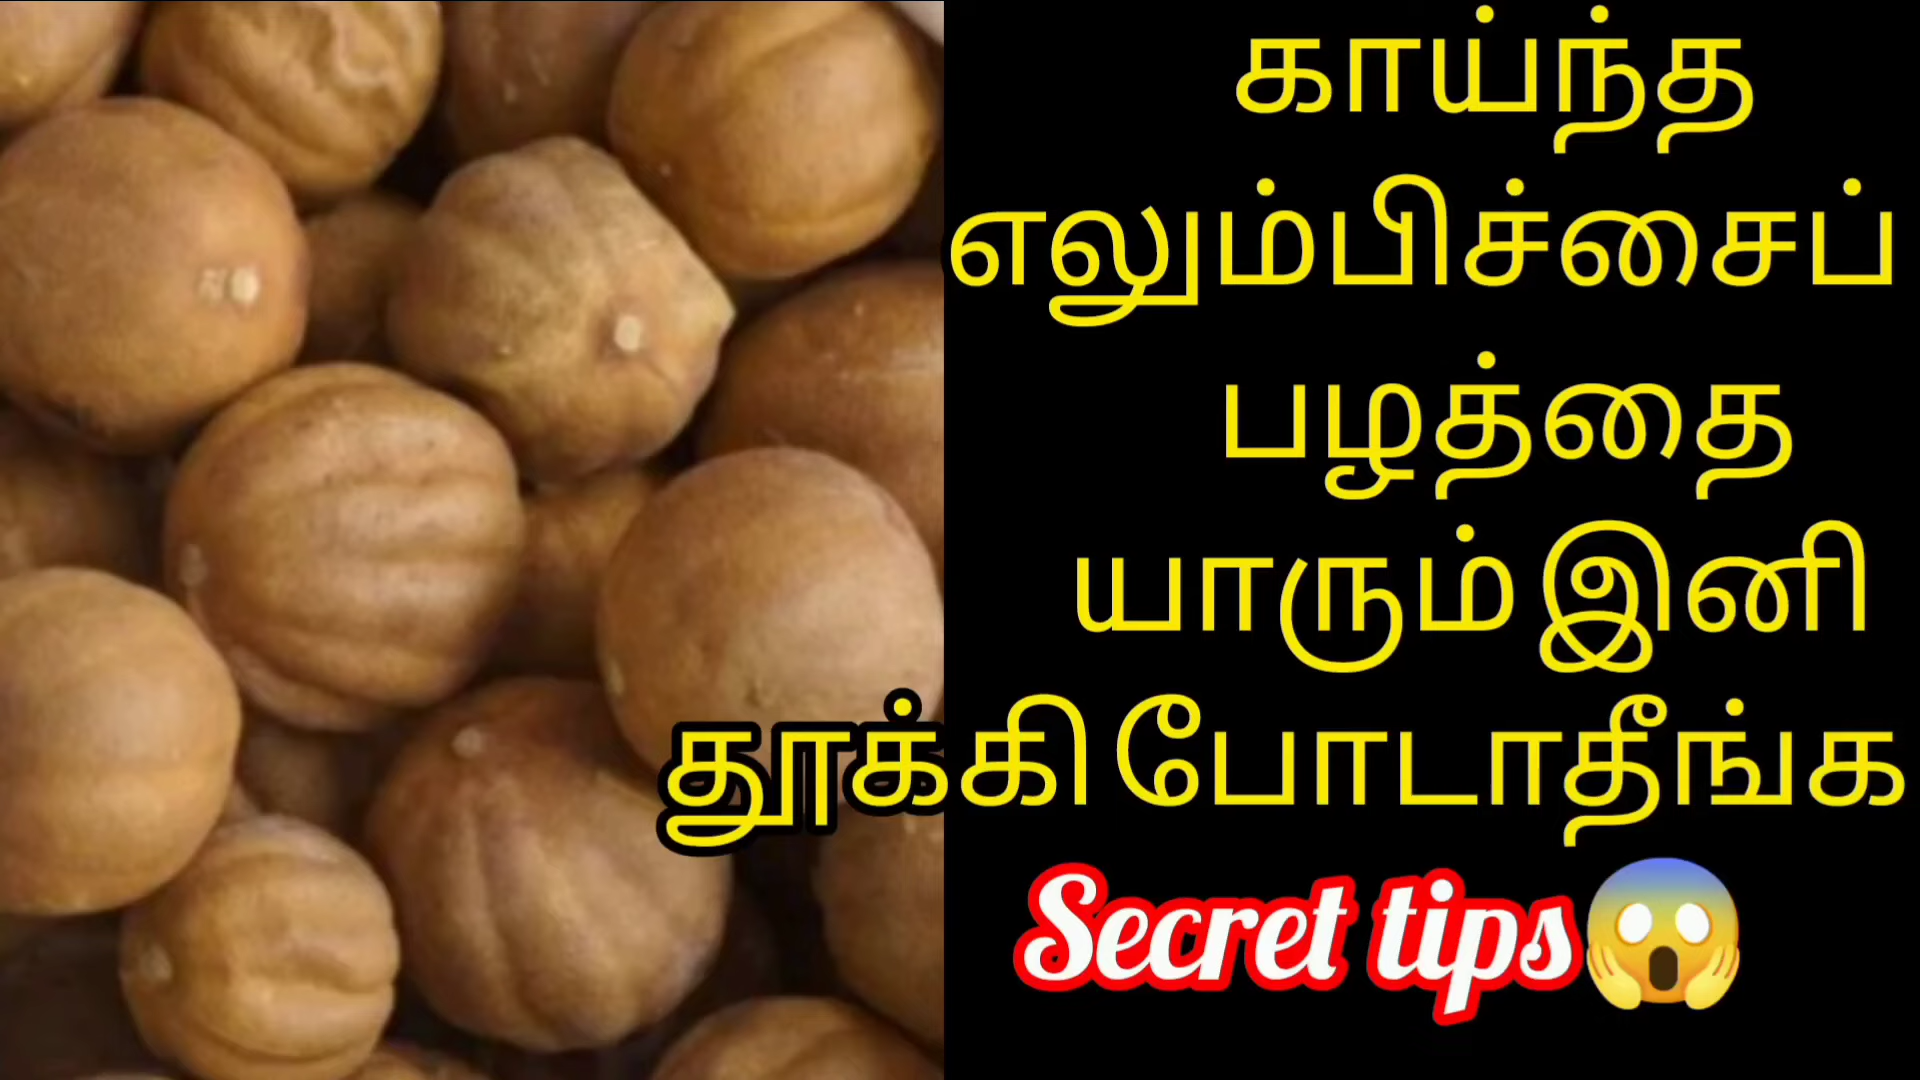 காய்ந்த
எலும்பிச்சைப்
பழத்தை
யாரும் இனி
தூக்கி போடாதீங்க
Secret tips😱